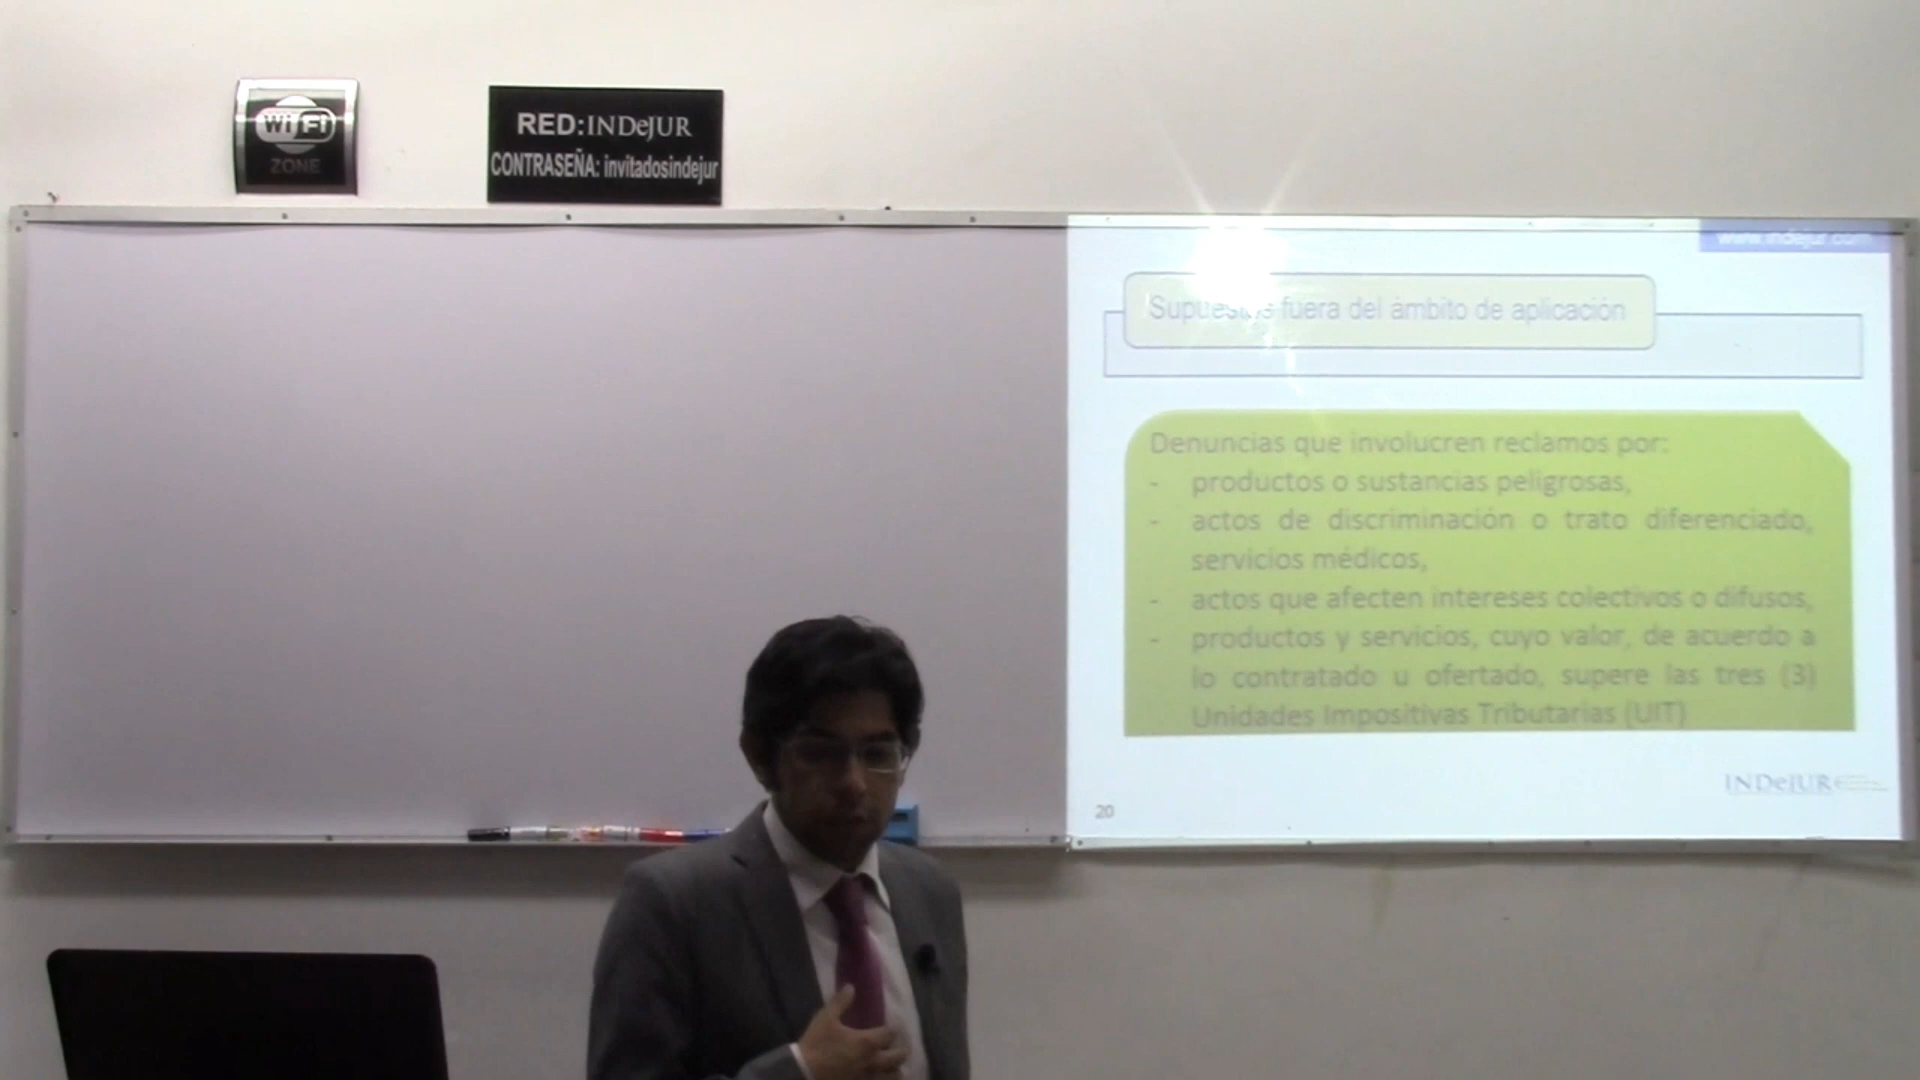 WiFi
ZONE
RED:INDeJUR
CONTRASEÑA: invitadosindejur
www.indejur.com
Supuestos fuera del ámbito de aplicación
Denuncias que involucren reclamos por:
- productos o sustancias peligrosas,
- actos de discriminación o trato diferenciado,
servicios médicos,
- actos que afecten intereses colectivos o difusos,
- productos y servicios, cuyo valor, de acuerdo a
lo contratado u ofertado, supere las tres (3)
Unidades Impositivas Tributarias (UIT)
INDeJUR
20